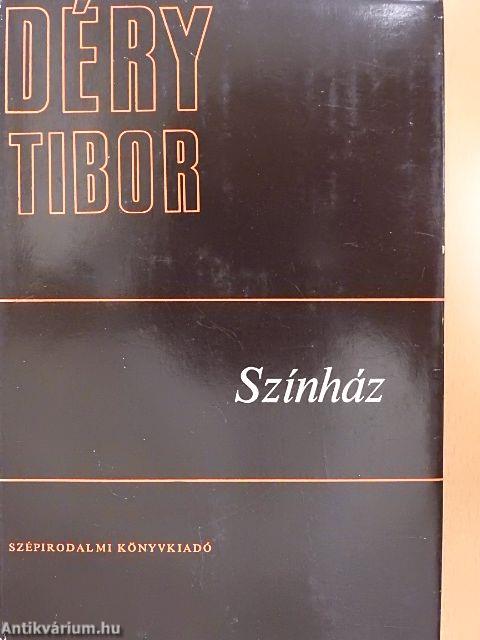 DÉRY
TIBOR
Színház
SZÉPIRODALMI KÖNYVKIADÓ
Antikvárium.hu